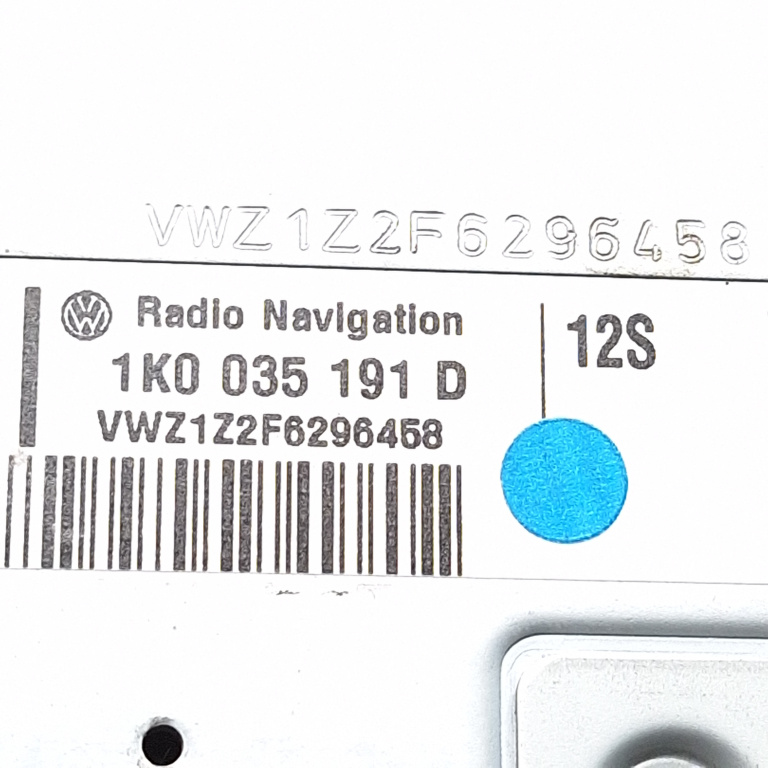 VWZ1Z2F6296458
Radio Navigation
12S
1K0 035 191 D
VWZ1Z2F6296458